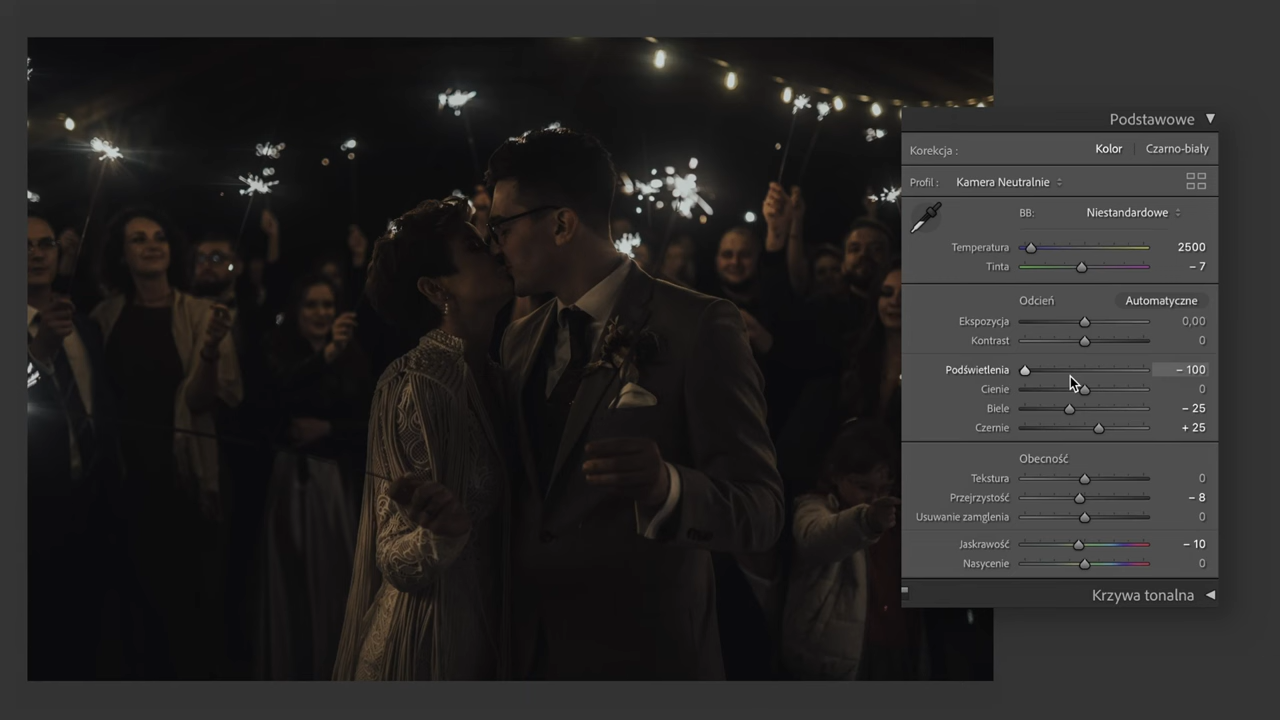 Podstawowe
Korekcja : Kolor Czarno-biały
Profil : Kamera Neutralnie
BB: Niestandardowe
Temperatura 2500
Tinta – 7
Odcień Automatyczne
Ekspozycja 0,00
Kontrast 0
Podświetlenia – 100
Cienie 0
Biele – 25
Czernie + 25
Obecność
Tekstura 0
Przejrzystość – 8
Usuwanie zamglenia 0
Jaskrawość – 10
Nasycenie 0
Krzywa tonalna